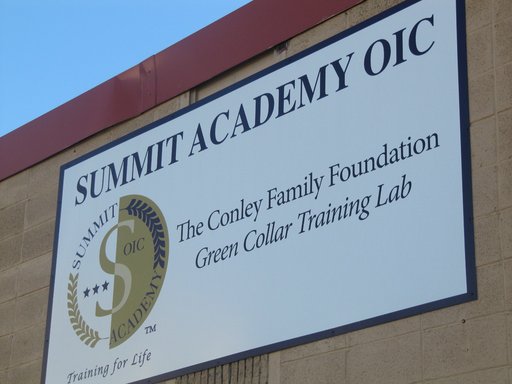 SUMMIT ACADEMY OIC
The Conley Family Foundation
Green Collar Training Lab
SUMMIT
S
OIC
ACADEMY
TM
Training for Life